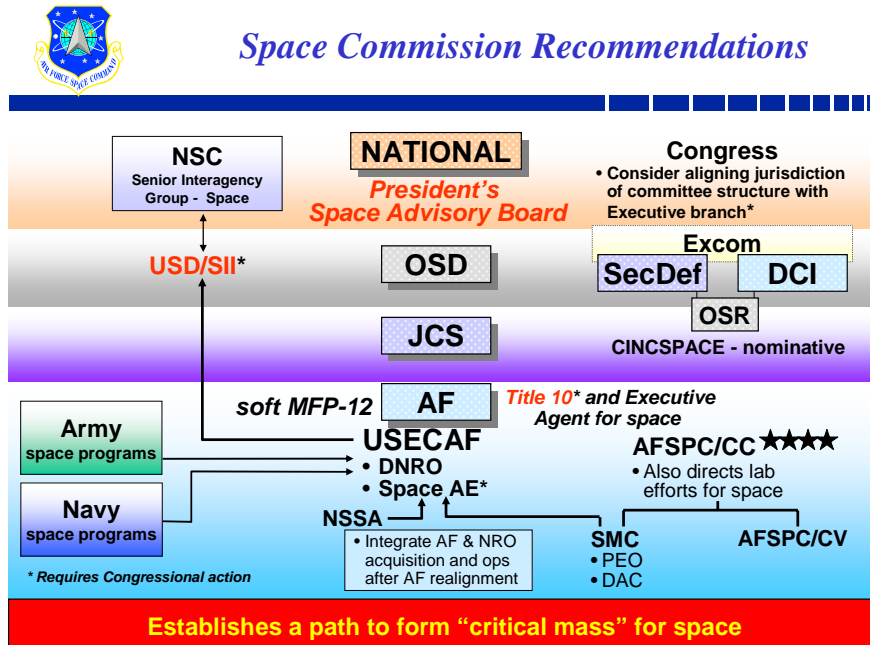 AIR FORCE SPACE COMMAND
Space Commission Recommendations
NSC
Senior Interagency
Group - Space
NATIONAL
President's
Space Advisory Board
Congress
• Consider aligning jurisdiction
of committee structure with
Executive branch*
USD/SII*
OSD
Excom
SecDef
DCI
OSR
JCS
CINCSPACE - nominative
soft MFP-12
AF
Title 10* and Executive
Agent for space
Army
space programs
USECAF
• DNRO
• Space AE*
AFSPC/CC
• Also directs lab
efforts for space
Navy
space programs
NSSA
• Integrate AF & NRO
acquisition and ops
after AF realignment
SMC
• PEO
• DAC
AFSPC/CV
* Requires Congressional action
Establishes a path to form “critical mass” for space